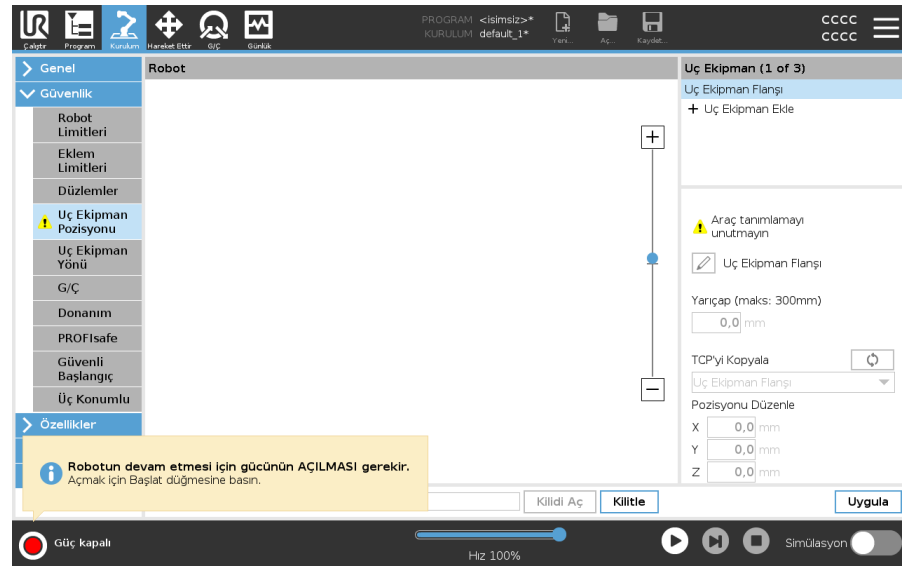 PROGRAM <isimsiz>*
KURULUM default_1*
Çalıştır
Program
Kurulum
Hareket Ettir
G/Ç
Günlük
Yeni...
Aç...
Kaydet...
CCCC
CCCC
Genel
Güvenlik
Robot
Limitleri
Eklem
Limitleri
Düzlemler
Uç Ekipman
Pozisyonu
Uç Ekipman
Yönü
G/Ç
Donanım
PROFIsafe
Güvenli
Başlangıç
Üç Konumlu
Özellikler
Robot
Uç Ekipman (1 of 3)
Uç Ekipman Flanşı
+ Uç Ekipman Ekle
Araç tanımlamayı
unutmayın
Uç Ekipman Flanşı
Yarıçap (maks: 300mm)
0,0 mm
TCP'yi Kopyala
Uç Ekipman Flanşı
Pozisyonu Düzenle
X 0,0 mm
Y 0,0 mm
Z 0,0 mm
Robotun devam etmesi için gücünün AÇILMASI gerekir.
Açmak için Başlat düğmesine basın.
Kilidi Aç
Kilitle
Uygula
Güç kapalı
Hız 100%
Simülasyon